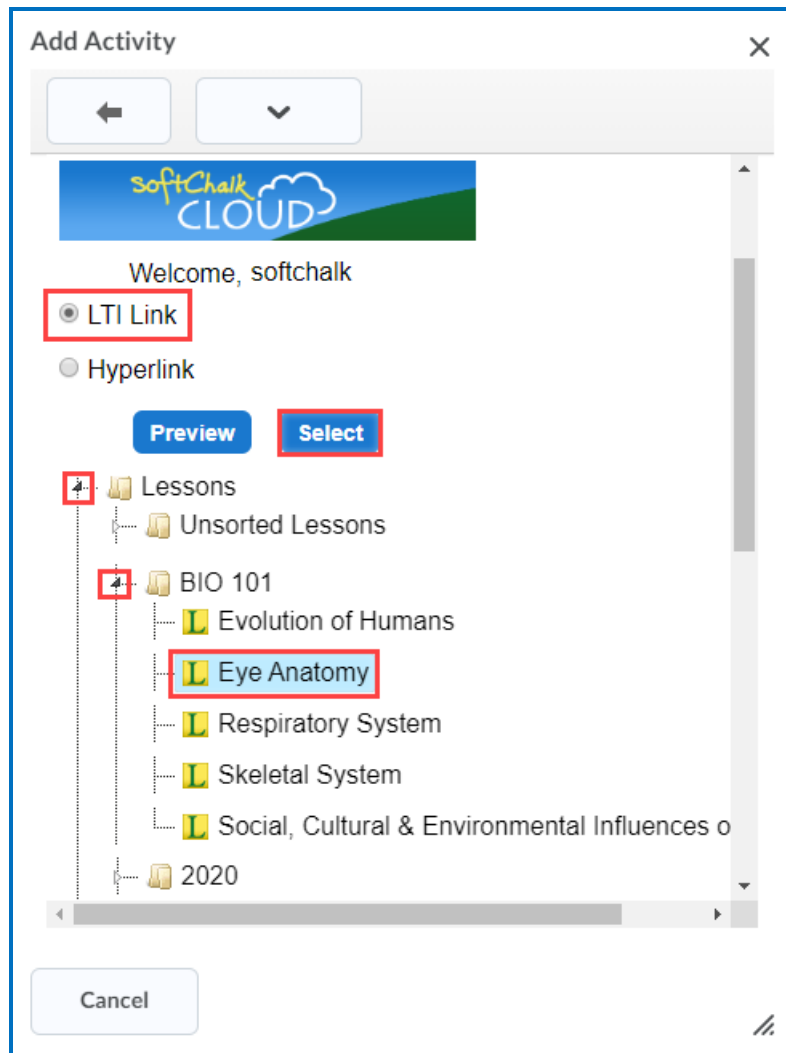 Add Activity
softChalk
CLOUD
Welcome, softchalk
LTI Link
Hyperlink
Preview Select
Lessons
Unsorted Lessons
BIO 101
L Evolution of Humans
L Eye Anatomy
L Respiratory System
L Skeletal System
L Social, Cultural & Environmental Influences o
2020
Cancel